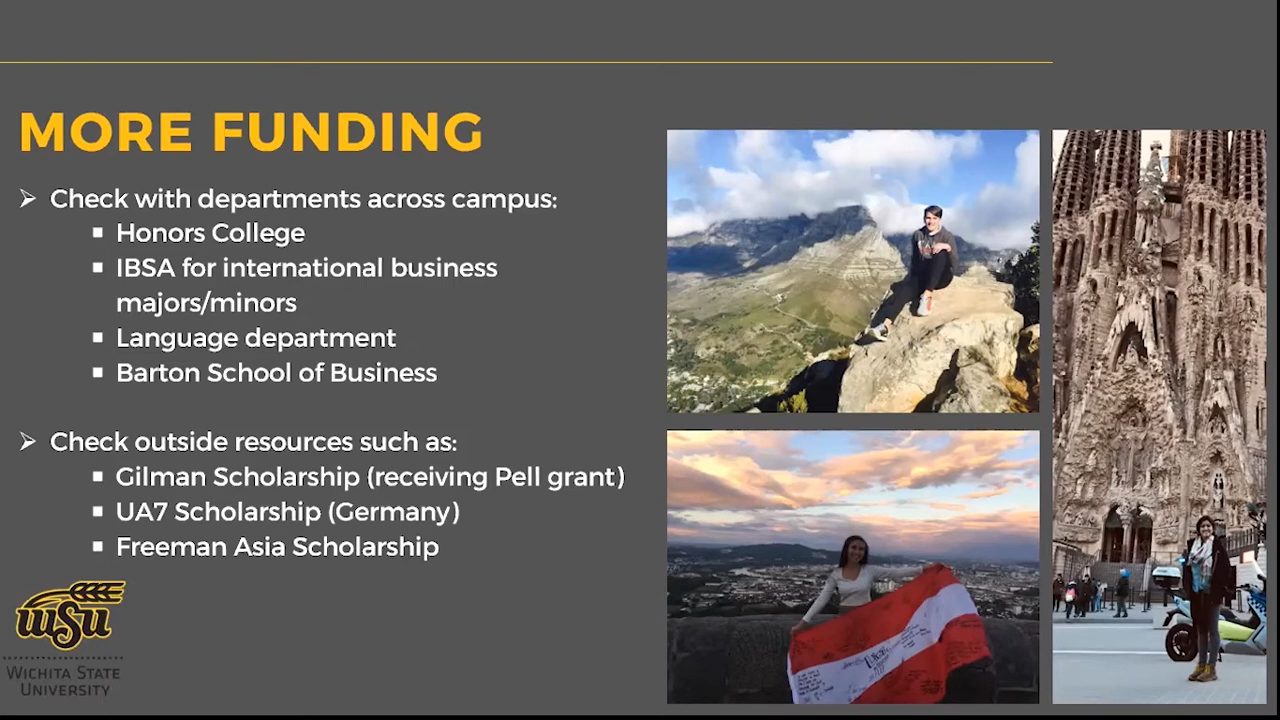 MORE FUNDING
➢ Check with departments across campus:
▪ Honors College
▪ IBSA for international business
majors/minors
▪ Language department
▪ Barton School of Business
➢ Check outside resources such as:
▪ Gilman Scholarship (receiving Pell grant)
▪ UA7 Scholarship (Germany)
▪ Freeman Asia Scholarship
WSU
WICHITA STATE
UNIVERSITY